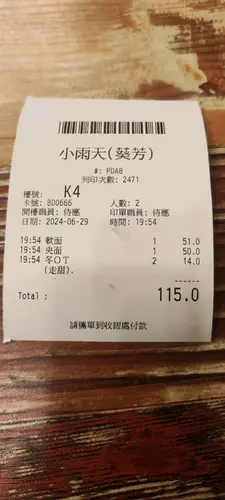 小雨天(葵芳)
#: PDA8
列印次數: 2471
檯號: K4
卡號: 800666 人數: 2
開檯職員: 待應 印單職員: 待應
日期: 2024-06-29 時間: 19:54
19:54 軟面 1 51.0
19:54 央面 1 50.0
19:54 冬OT 2 14.0
(走甜).
Total : 115.0
請攜單到收銀處付款